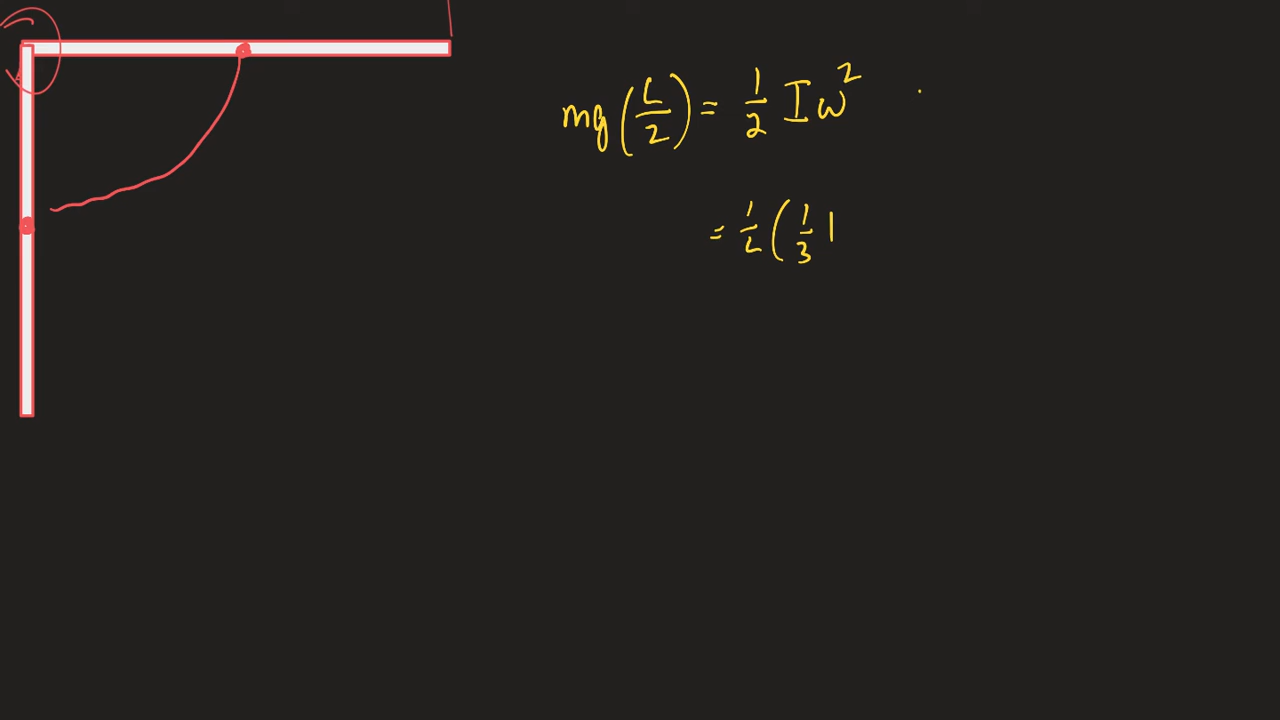 mg(L/2) = 1/2 Iω²
= 1/2 (1/3 |